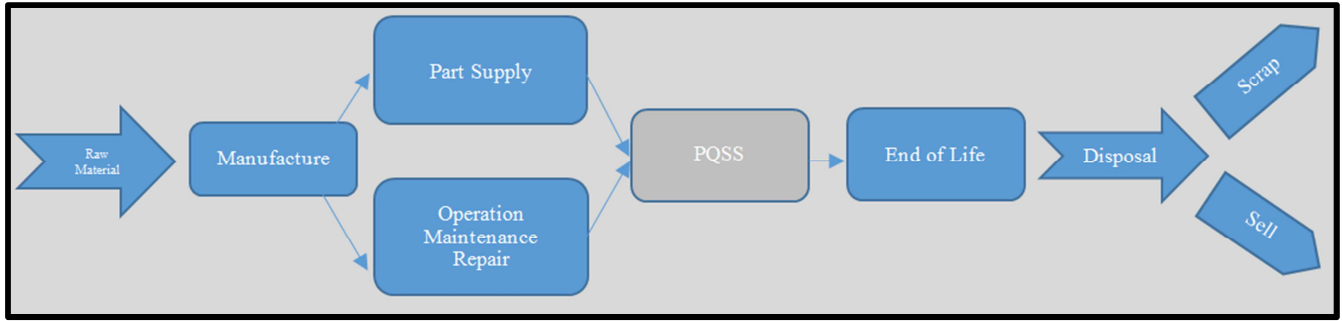 Raw
Material
Manufacture
Part Supply
Operation
Maintenance
Repair
PQSS
End of Life
Disposal
Scrap
Sell